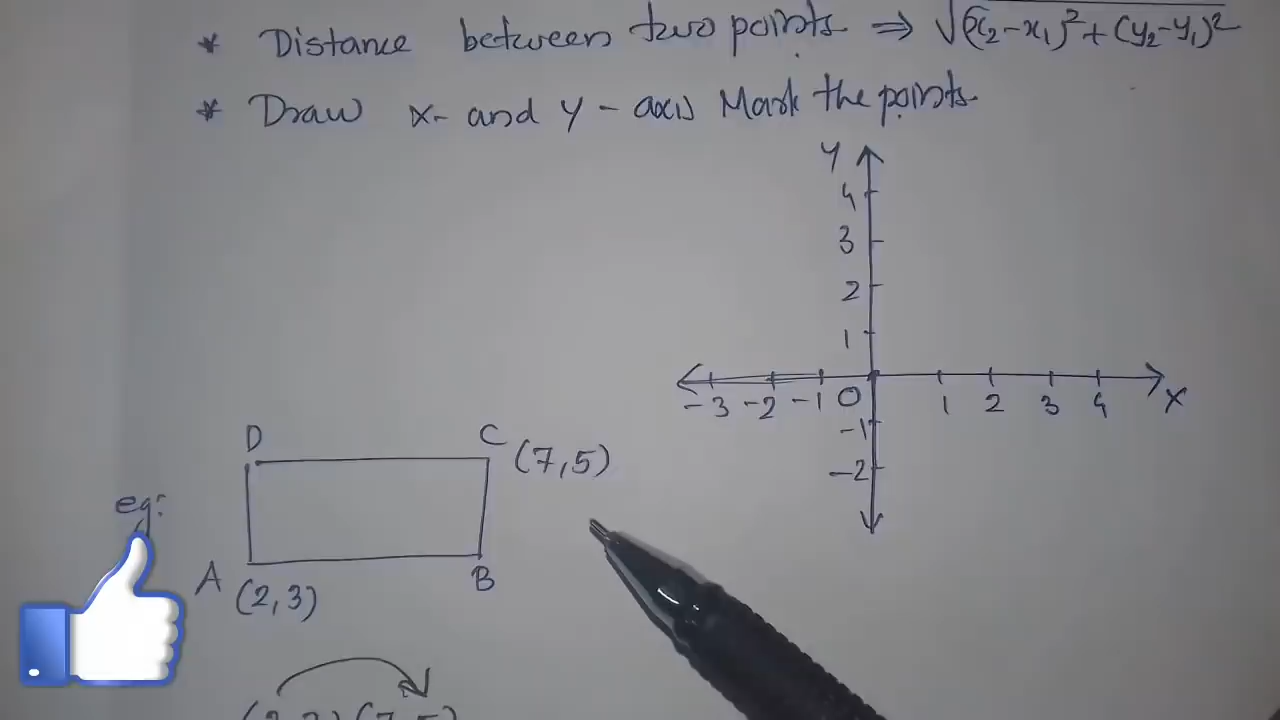 * Distance between two points ⇒ √(x₂-x₁)²+(y₂-y₁)²
* Draw x- and y-axis Mark the points.
Y
4
3
2
1
-3 -2 -1 0 1 2 3 4 X
-1
-2
D C (7,5)
eg:
A B
(2,3)